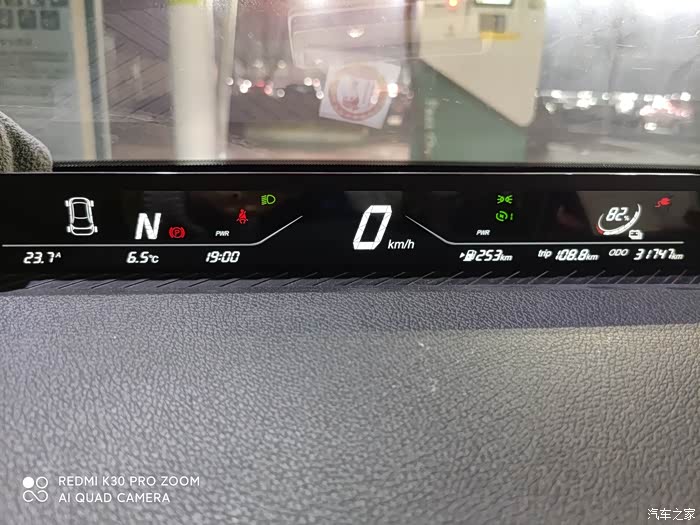 82%
N
PWR
0 km/h
PWR
23.7A
6.5℃
19:00
253km
trip 108.8km
ODO 31747km
REDMI K30 PRO ZOOM
AI QUAD CAMERA
汽车之家